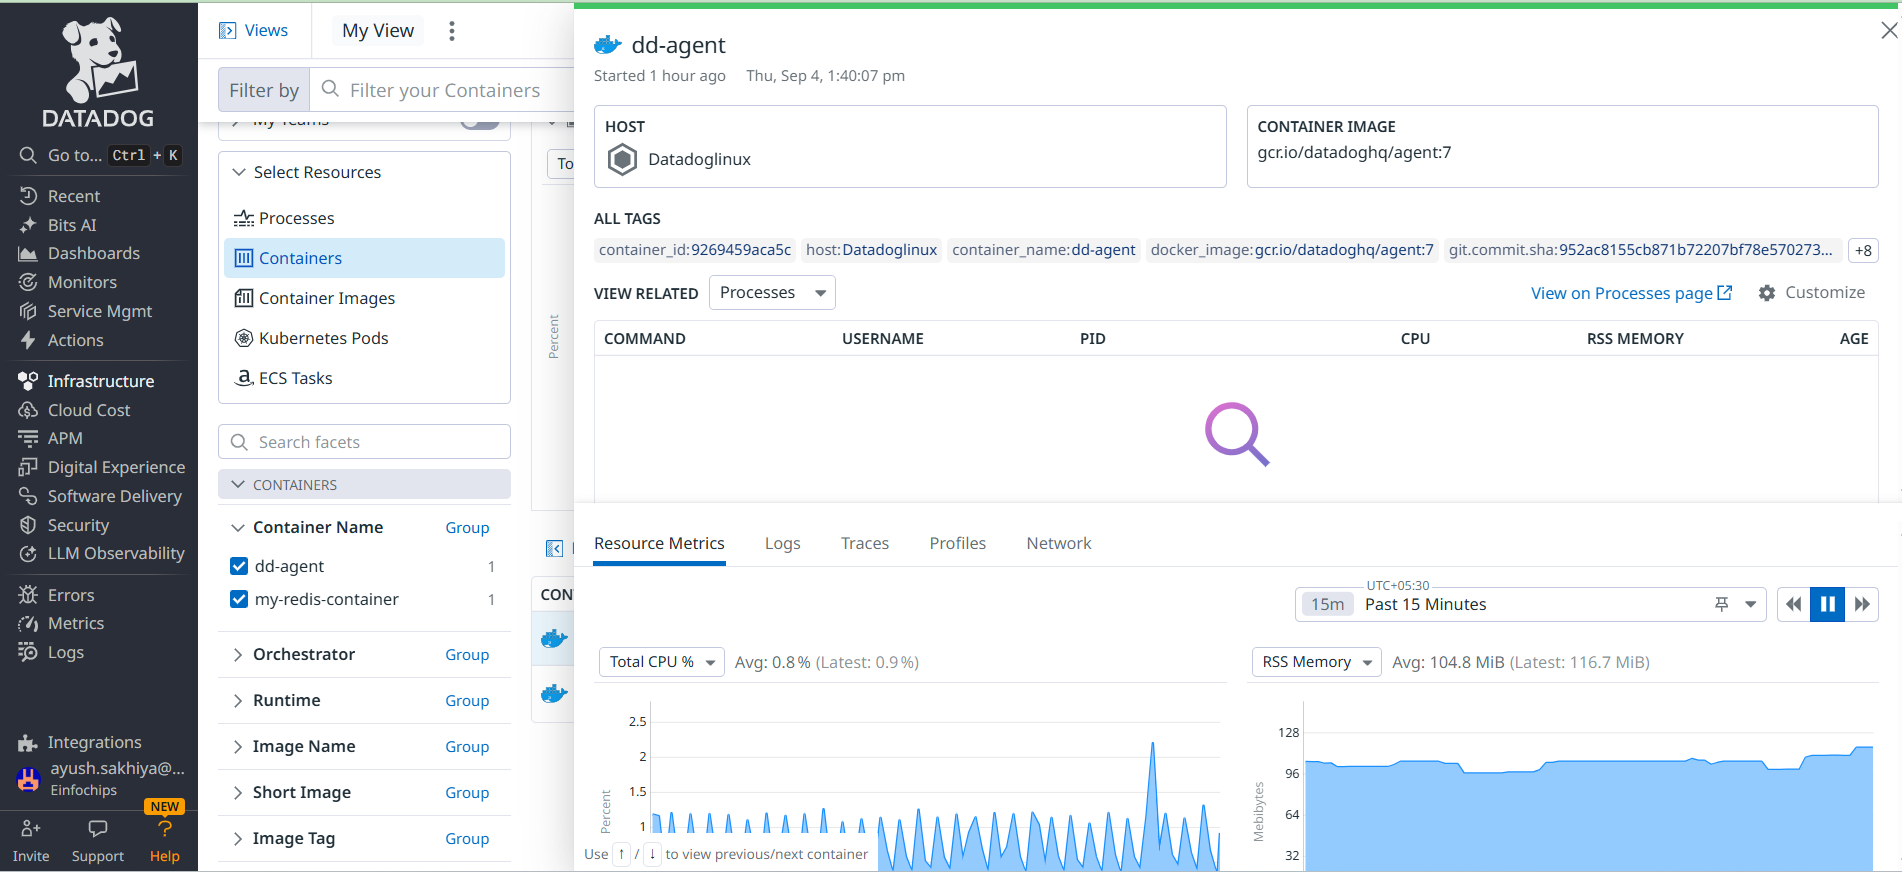 DATADOG
Go to... Ctrl + K
Recent
Bits AI
Dashboards
Monitors
Service Mgmt
Actions
Infrastructure
Cloud Cost
APM
Digital Experience
Software Delivery
Security
LLM Observability
Errors
Metrics
Logs
Integrations
ayush.sakhiya@...
Einfochips
NEW
Invite
Support
Help
Views
My View
Filter by
Filter your Containers
My Teams
Select Resources
Processes
Containers
Container Images
Kubernetes Pods
ECS Tasks
Search facets
CONTAINERS
Container Name Group
dd-agent 1
my-redis-container 1
Orchestrator Group
Runtime Group
Image Name Group
Short Image Group
Image Tag Group
To
Percent
CON
dd-agent
Started 1 hour ago Thu, Sep 4, 1:40:07 pm
HOST
Datadoglinux
CONTAINER IMAGE
gcr.io/datadoghq/agent:7
ALL TAGS
container_id:9269459aca5c host:Datadoglinux container_name:dd-agent docker_image:gcr.io/datadoghq/agent:7 git.commit.sha:952ac8155cb871b72207bf78e570273... +8
VIEW RELATED Processes View on Processes page Customize
COMMAND USERNAME PID CPU RSS MEMORY AGE
Resource Metrics Logs Traces Profiles Network
UTC+05:30
15m Past 15 Minutes
Total CPU % Avg: 0.8 % (Latest: 0.9 %)
2.5
2
1.5
1
Percent
Use ↑ / ↓ to view previous/next container
RSS Memory Avg: 104.8 MiB (Latest: 116.7 MiB)
128
96
64
32
Mebibytes